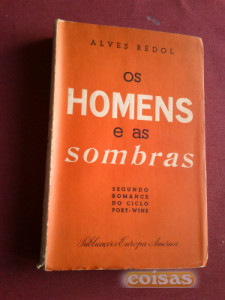 ALVES REDOL
OS
HOMENS
e as
sombras
SEGUNDO
ROMANCE
DO CICLO
PORT-WINE
Publicações Europa-América
coisas